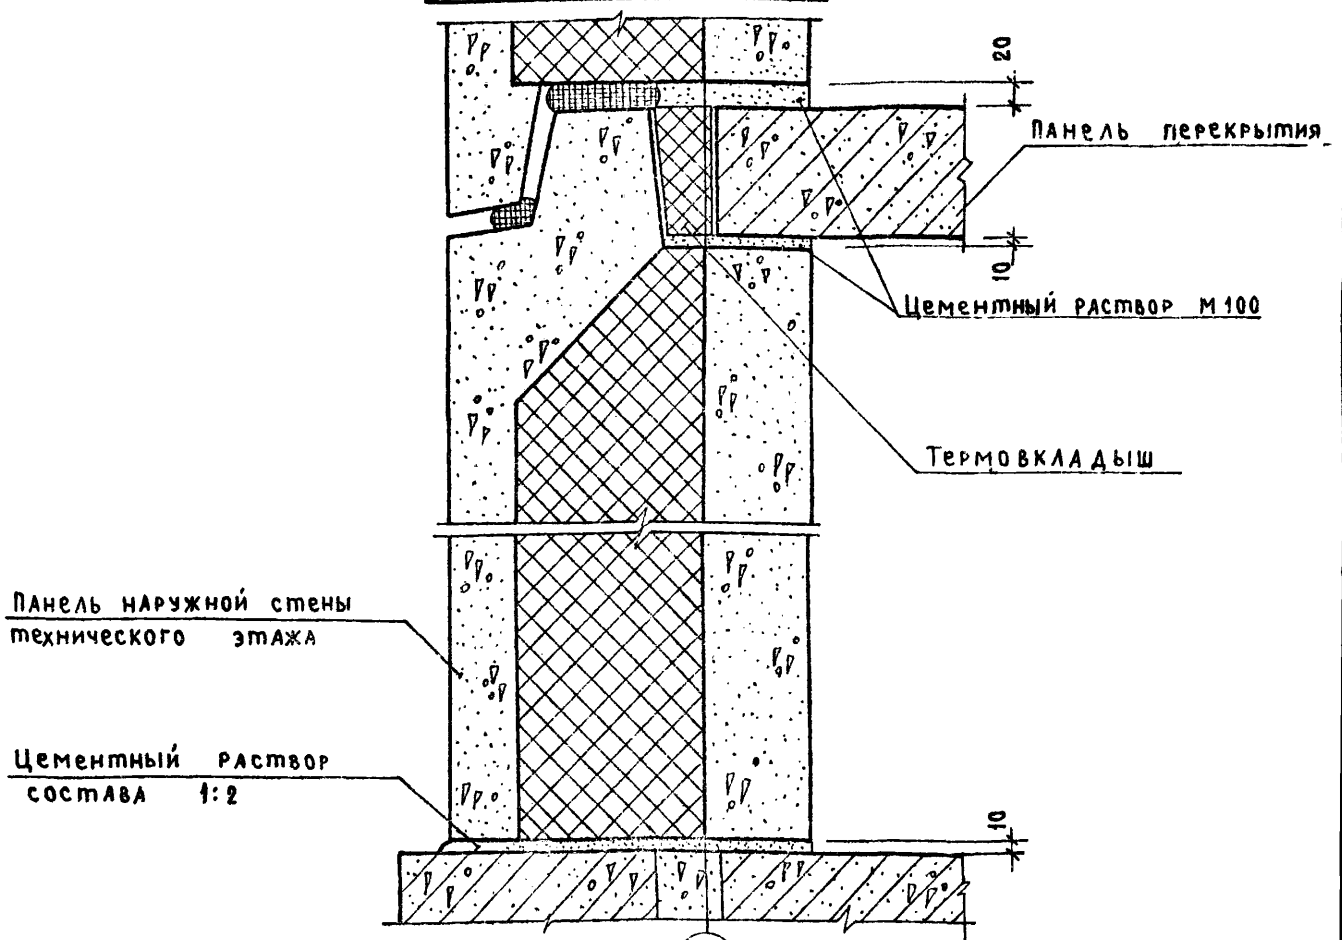 20
Панель перекрытия
10
Цементный раствор М 100
Термовкладыш
Панель наружной стены
технического этажа
Цементный раствор
состава 1:2
10